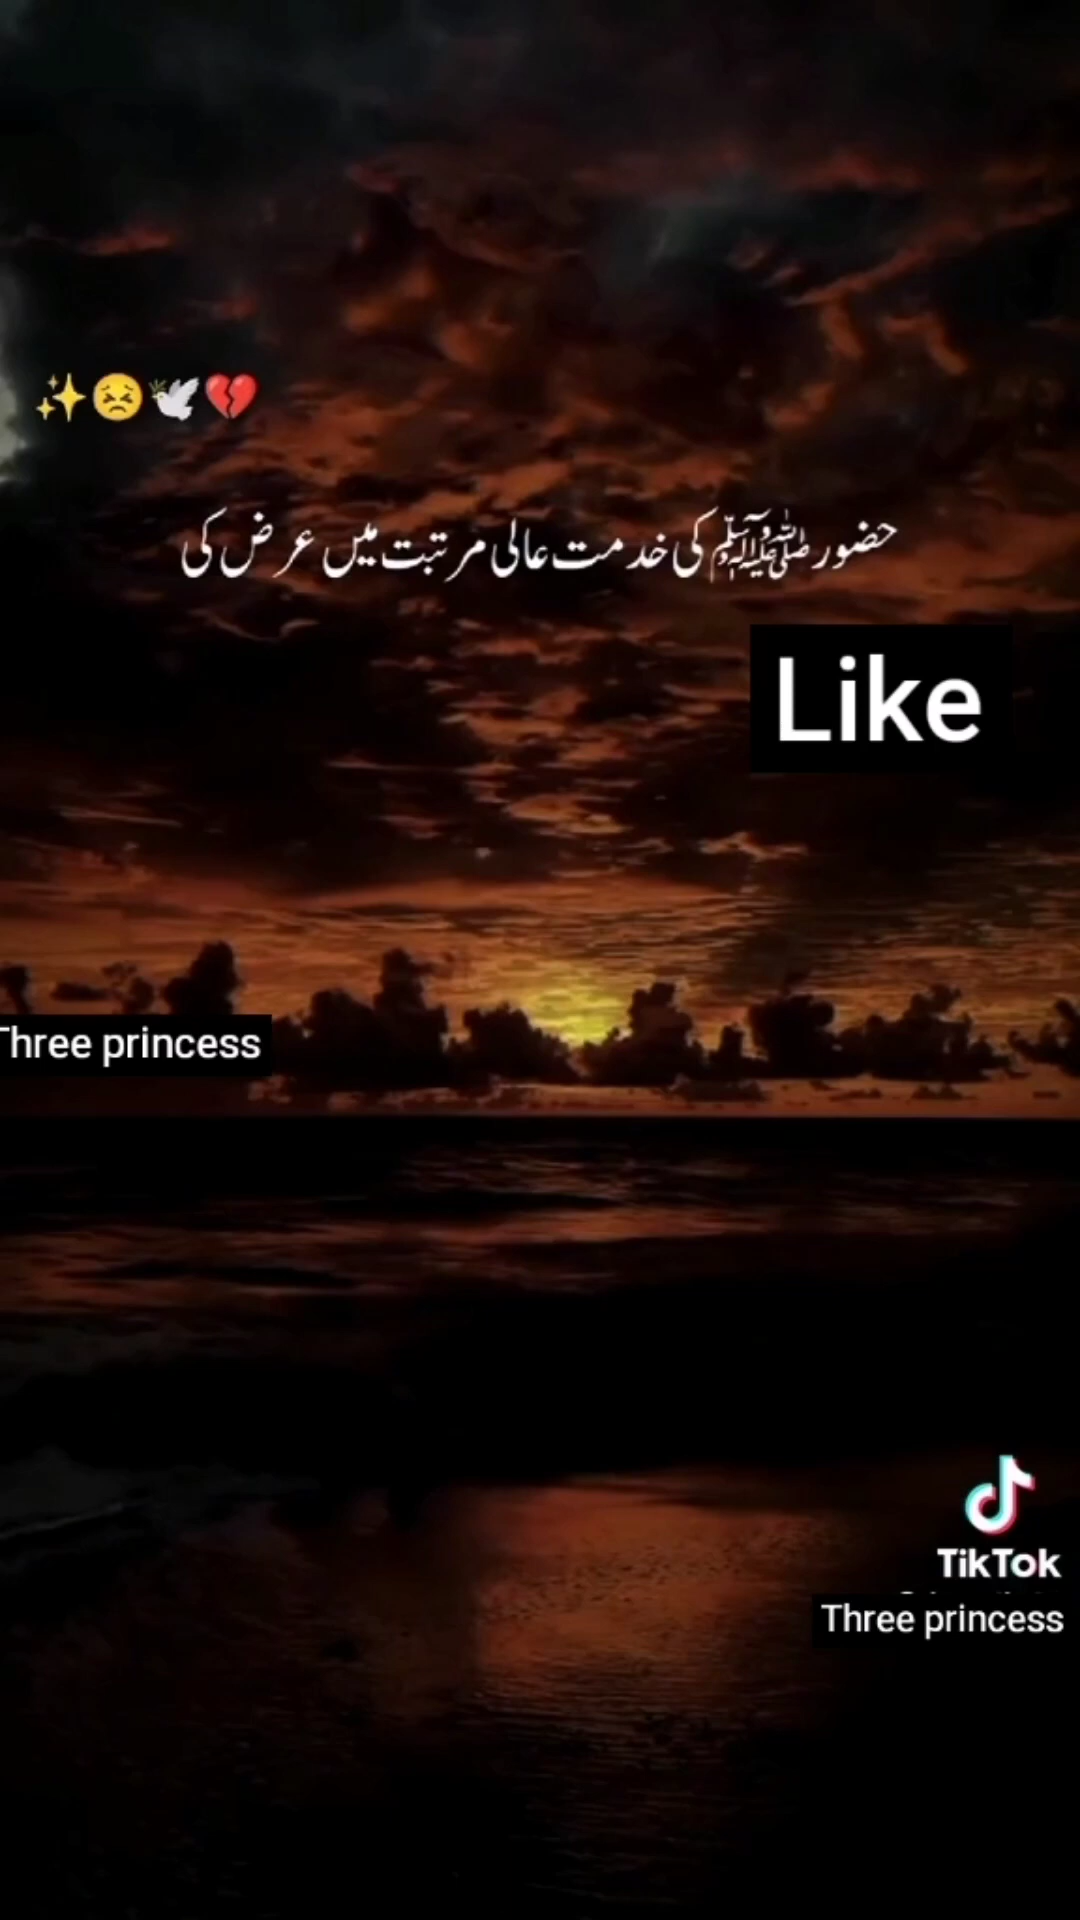 ✨😣🕊️💔
حضور ﷺ کی خدمت عالی مرتبت میں عرض کی
Like
Three princess
TikTok
Three princess